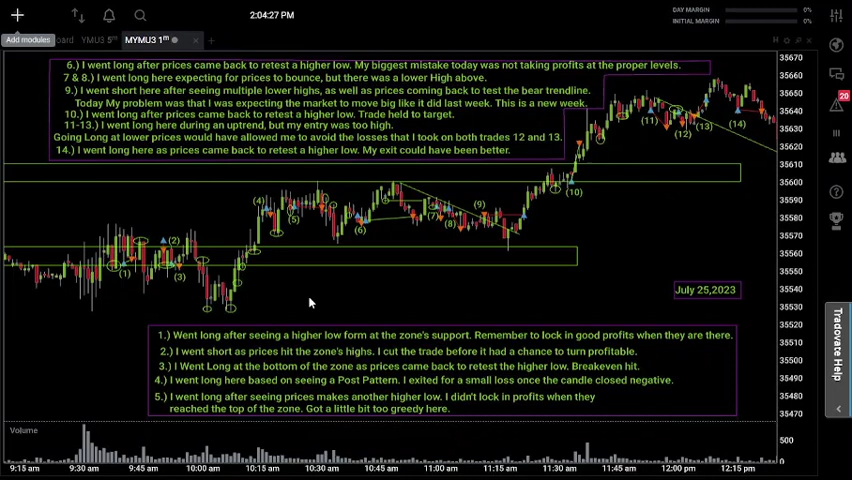 2:04:27 PM
DAY MARGIN 0%
INITIAL MARGIN 0%
Add modules
YMU3 5m
MYMU3 1m
6.) I went long after prices came back to retest a higher low. My biggest mistake today was not taking profits at the proper levels.
7 & 8.) I went long here expecting for prices to bounce, but there was a lower High above.
9.) I went short here after seeing multiple lower highs, as well as prices coming back to test the bear trendline.
Today My problem was that I was expecting the market to move big like it did last week. This is a new week.
10.) I went long after prices came back to retest a higher low. Trade held to target.
11-13.) I went long here during an uptrend, but my entry was too high.
Going Long at lower prices would have allowed me to avoid the losses that I took on both trades 12 and 13.
14.) I went long here as prices came back to retest a higher low. My exit could have been better.
(1)
(2)
(3)
(4)
(5)
(6)
(7)
(8)
(9)
(10)
(11)
(12)
(13)
(14)
July 25,2023
1.) Went long after seeing a higher low form at the zone's support. Remember to lock in good profits when they are there.
2.) I went short as prices hit the zone's highs. I cut the trade before it had a chance to turn profitable.
3.) I Went Long at the bottom of the zone as prices came back to retest the higher low. Breakeven hit.
4.) I went long here based on seeing a Post Pattern. I exited for a small loss once the candle closed negative.
5.) I went long after seeing prices makes another higher low. I didn't lock in profits when they
reached the top of the zone. Got a little bit too greedy here.
35670
35660
35650
35640
35630
35620
35610
35600
35590
35580
35570
35560
35550
35540
35530
35520
35510
35500
35490
35480
35470
Volume
500
0
9:15 am
9:30 am
9:45 am
10:00 am
10:15 am
10:30 am
10:45 am
11:00 am
11:15 am
11:30 am
11:45 am
12:00 pm
12:15 pm
20
Tradovate Help